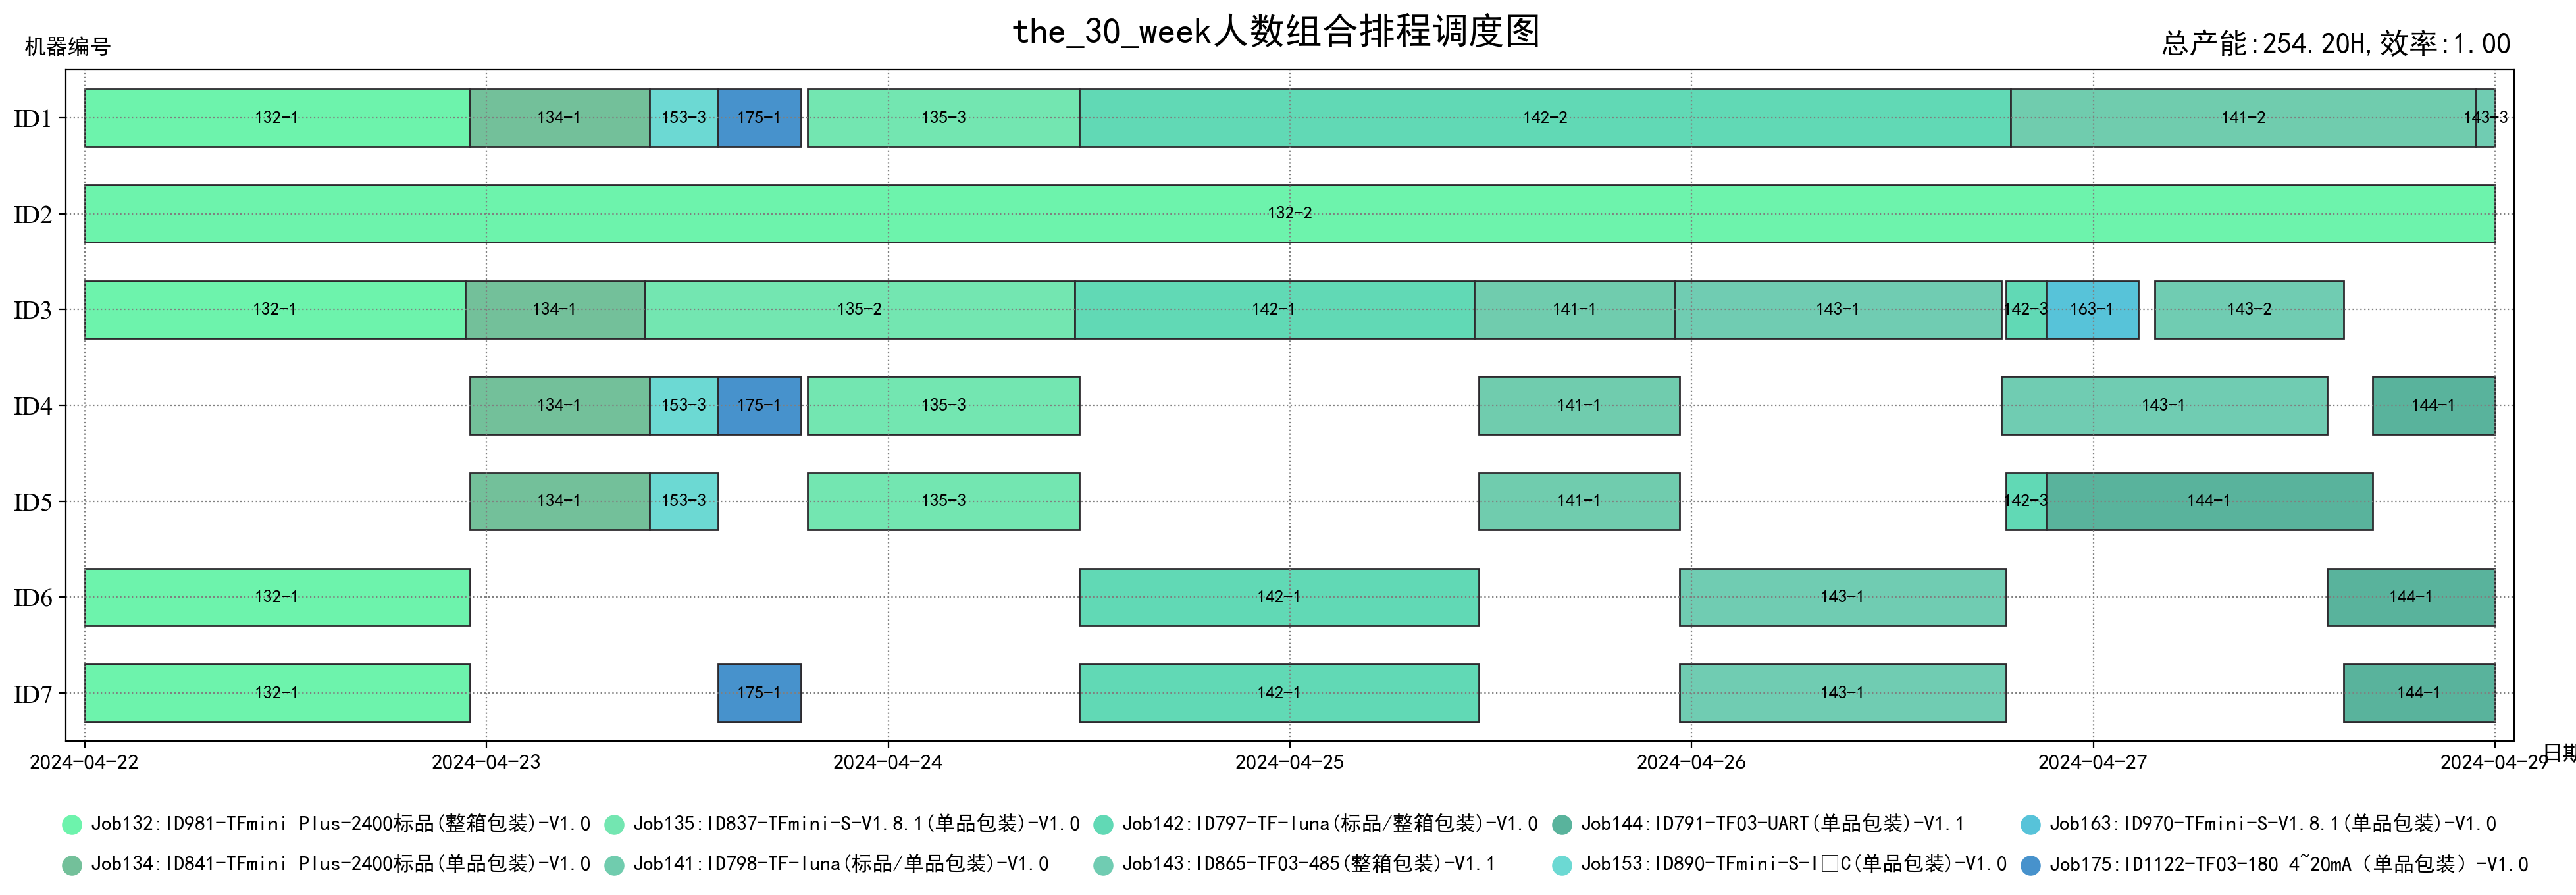 the_30_week人数组合排程调度图
机器编号
总产能:254.20H,效率:1.00
ID1 132-1 134-1 153-3 175-1 135-3 142-2 141-2 143-3
ID2 132-2
ID3 132-1 134-1 135-2 142-1 141-1 143-1 142-3 163-1 143-2
ID4 134-1 153-3 175-1 135-3 141-1 143-1 144-1
ID5 134-1 153-3 135-3 141-1 142-3 144-1
ID6 132-1 142-1 143-1 144-1
ID7 132-1 175-1 142-1 143-1 144-1
2024-04-22 2024-04-23 2024-04-24 2024-04-25 2024-04-26 2024-04-27 2024-04-29 日期
Job132:ID981-TFmini Plus-2400标品(整箱包装)-V1.0 Job135:ID837-TFmini-S-V1.8.1(单品包装)-V1.0 Job142:ID797-TF-luna(标品/整箱包装)-V1.0 Job144:ID791-TF03-UART(单品包装)-V1.1 Job163:ID970-TFmini-S-V1.8.1(单品包装)-V1.0
Job134:ID841-TFmini Plus-2400标品(单品包装)-V1.0 Job141:ID798-TF-luna(标品/单品包装)-V1.0 Job143:ID865-TF03-485(整箱包装)-V1.1 Job153:ID890-TFmini-S-I□C(单品包装)-V1.0 Job175:ID1122-TF03-180 4~20mA（单品包装）-V1.0